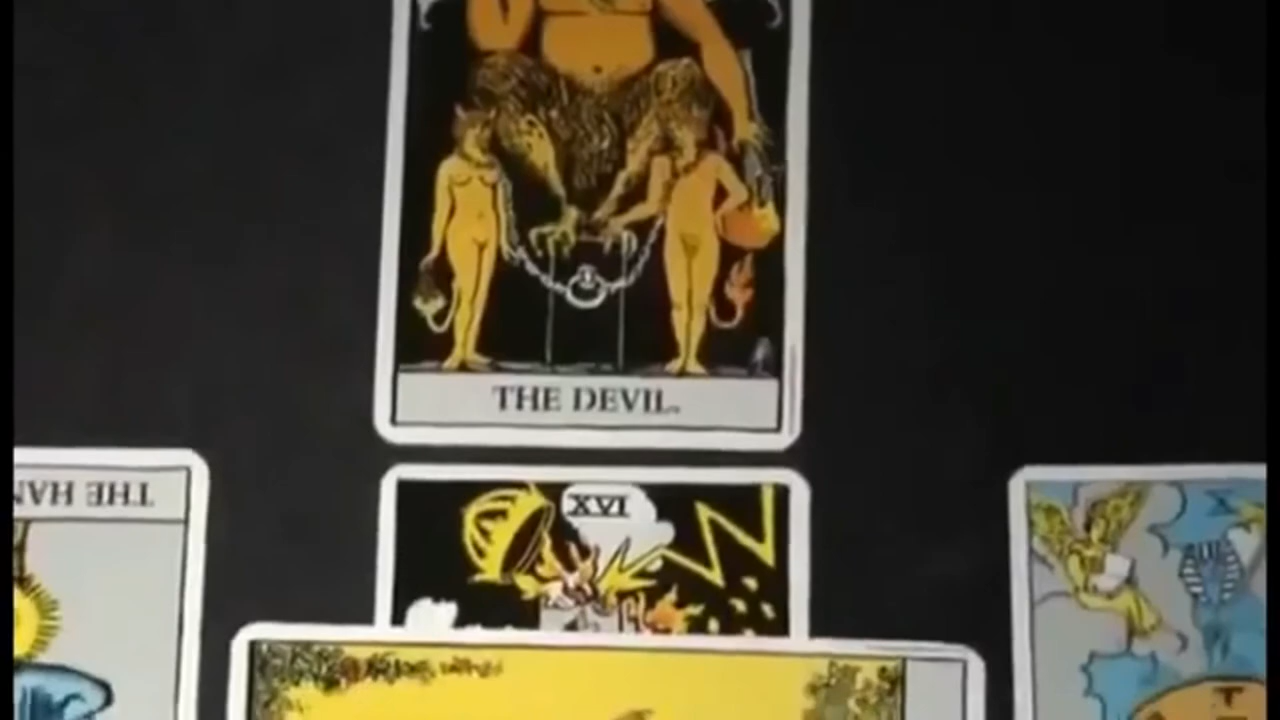 THE DEVIL.
THE HAN
XVI
X
T